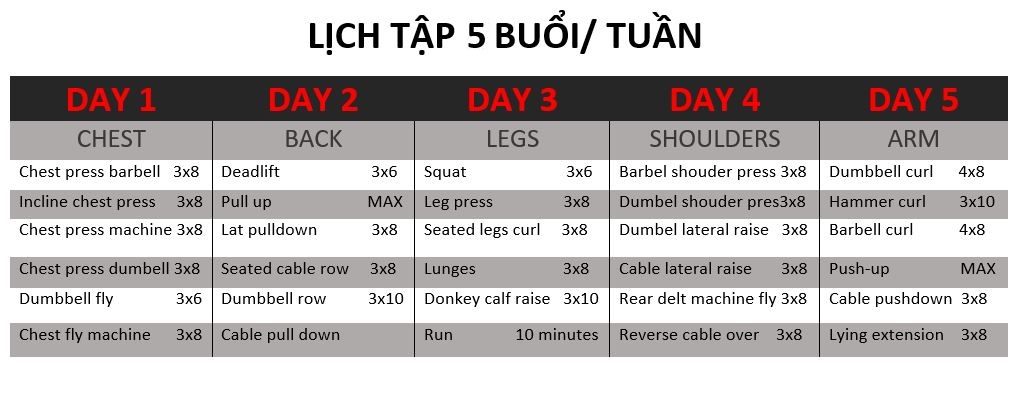 LỊCH TẬP 5 BUỔI/ TUẦN
DAY 1 DAY 2 DAY 3 DAY 4 DAY 5
CHEST BACK LEGS SHOULDERS ARM
Chest press barbell 3x8 Deadlift 3x6 Squat 3x6 Barbel shouder press 3x8 Dumbbell curl 4x8
Incline chest press 3x8 Pull up MAX Leg press 3x8 Dumbel shouder pres3x8 Hammer curl 3x10
Chest press machine 3x8 Lat pulldown 3x8 Seated legs curl 3x8 Dumbel lateral raise 3x8 Barbell curl 4x8
Chest press dumbell 3x8 Seated cable row 3x8 Lunges 3x8 Cable lateral raise 3x8 Push-up MAX
Dumbbell fly 3x6 Dumbbell row 3x10 Donkey calf raise 3x10 Rear delt machine fly 3x8 Cable pushdown 3x8
Chest fly machine 3x8 Cable pull down Run 10 minutes Reverse cable over 3x8 Lying extension 3x8